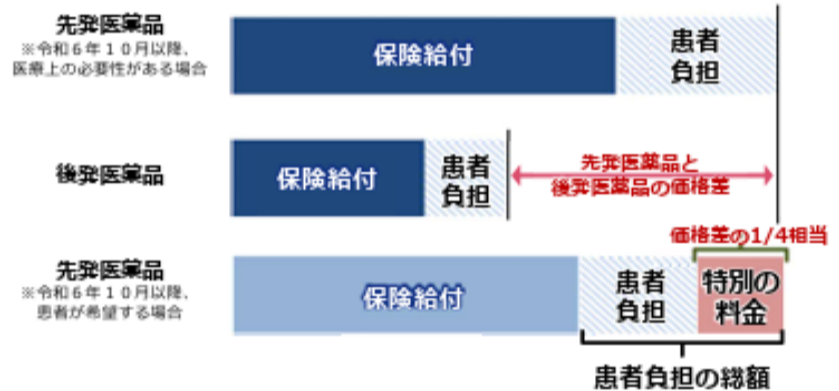 先発医薬品
※令和6年10月以降、
医療上の必要性がある場合
保険給付
患者
負担
後発医薬品
保険給付
患者
負担
先発医薬品と
後発医薬品の価格差
価格差の1/4相当
先発医薬品
※令和6年10月以降、
患者が希望する場合
保険給付
患者
負担
特別の
料金
患者負担の総額